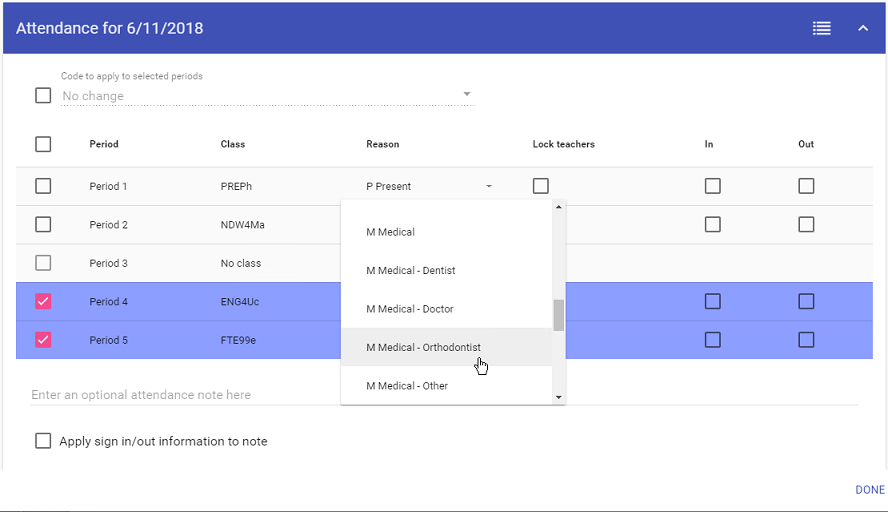 Attendance for 6/11/2018
Code to apply to selected periods
No change
Period Class Reason Lock teachers In Out
Period 1 PREPh P Present
Period 2 NDW4Ma
M Medical
Period 3 No class
M Medical - Dentist
Period 4 ENG4Uc
M Medical - Doctor
Period 5 FTE99e
M Medical - Orthodontist
M Medical - Other
Enter an optional attendance note here
Apply sign in/out information to note
DONE